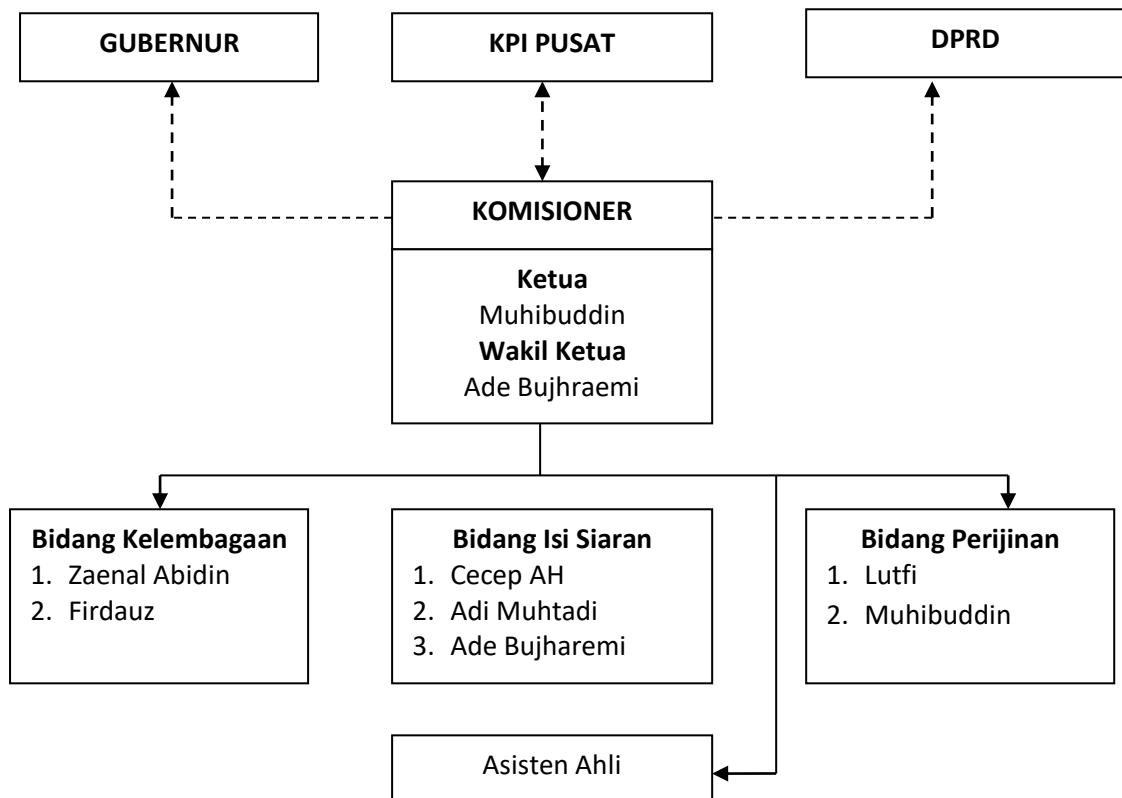 GUBERNUR
KPI PUSAT
DPRD
KOMISIONER
Ketua
Muhibuddin
Wakil Ketua
Ade Bujhraemi
Bidang Kelembagaan
1. Zaenal Abidin
2. Firdauz
Bidang Isi Siaran
1. Cecep AH
2. Adi Muhtadi
3. Ade Bujharemi
Bidang Perijinan
1. Lutfi
2. Muhibuddin
Asisten Ahli